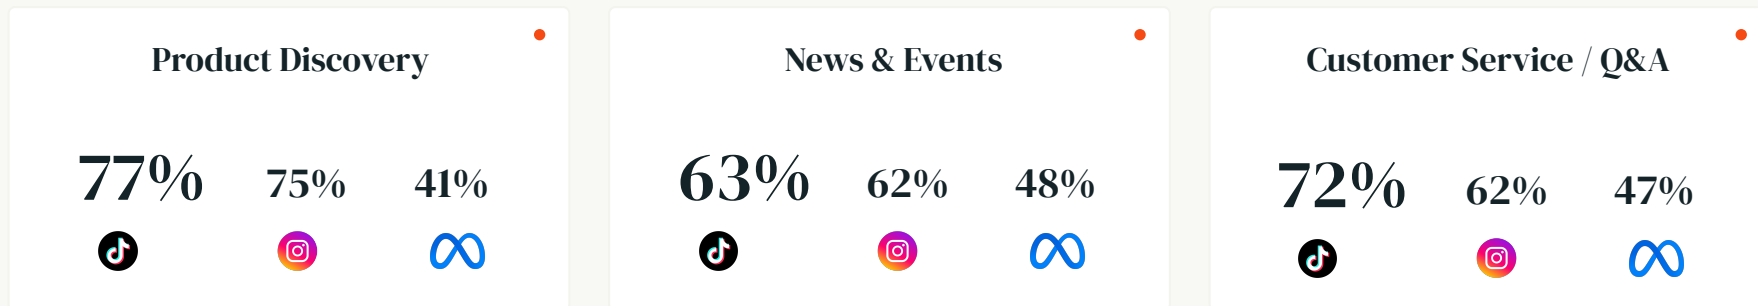 Product Discovery
77% 75% 41%
News & Events
63% 62% 48%
Customer Service / Q&A
72% 62% 47%